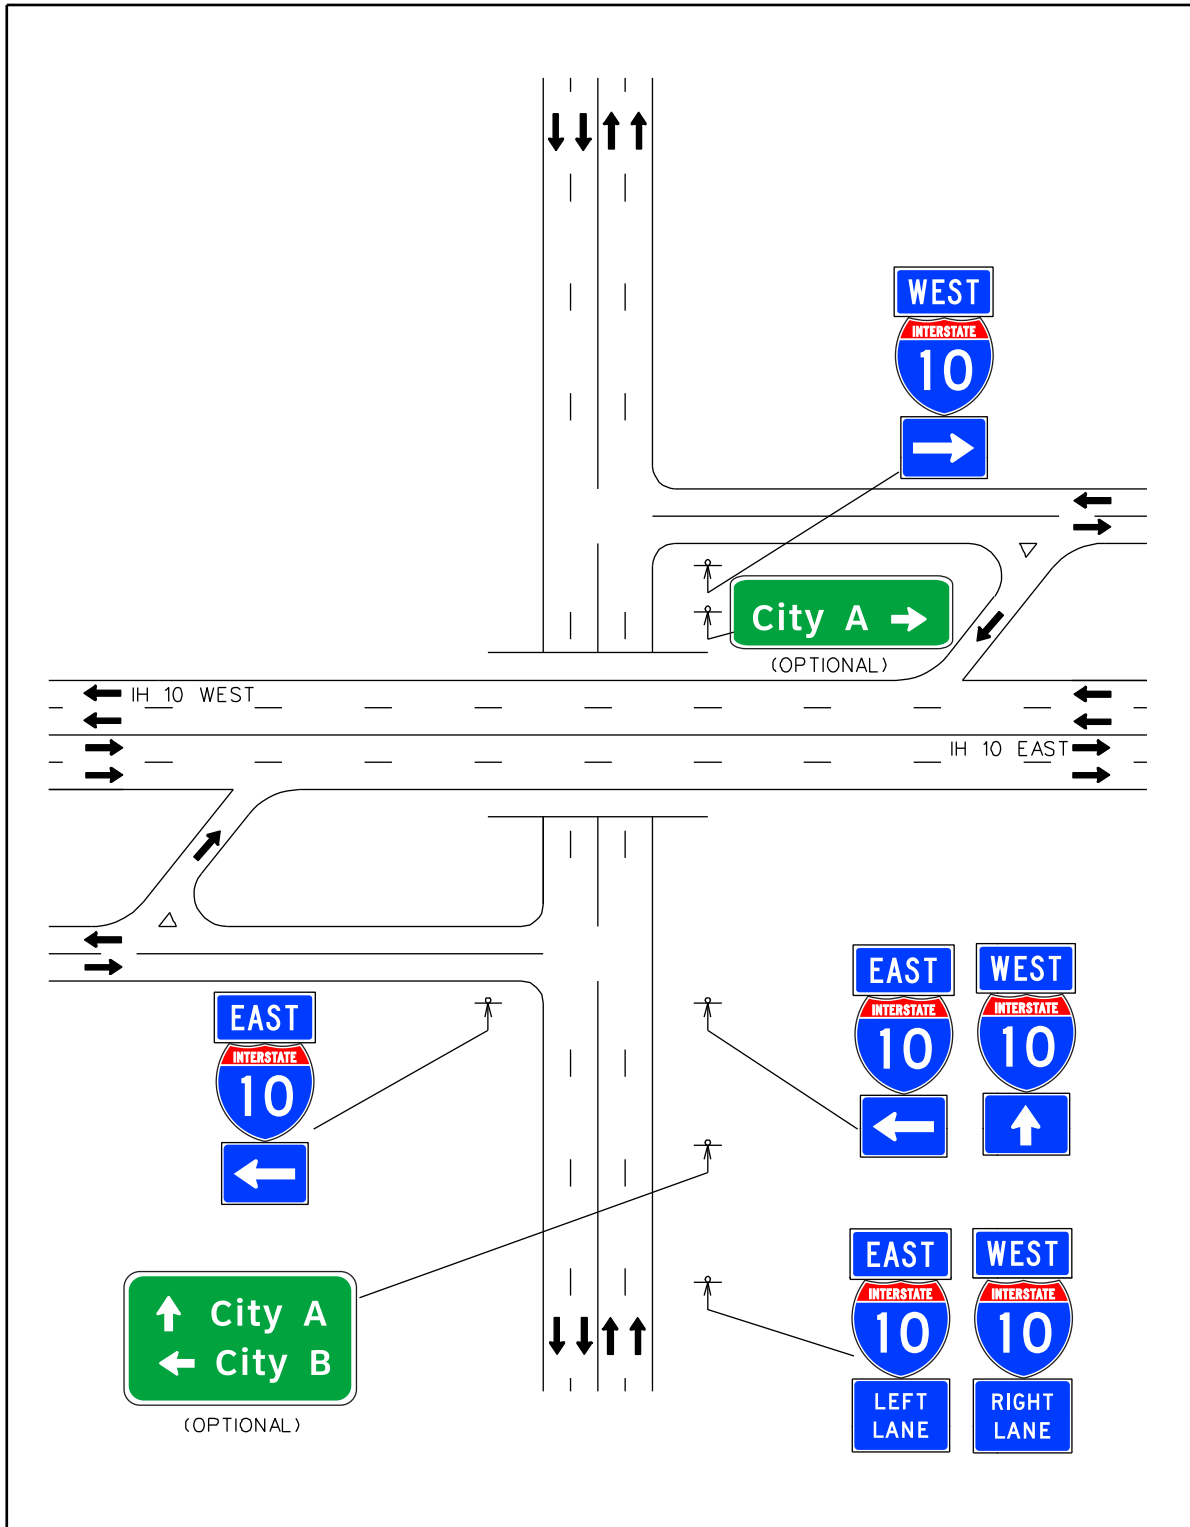 WEST
INTERSTATE
10
City A
(OPTIONAL)
IH 10 WEST
IH 10 EAST
EAST
INTERSTATE
10
WEST
INTERSTATE
10
EAST
INTERSTATE
10
City A
City B
(OPTIONAL)
EAST
INTERSTATE
10
LEFT
LANE
WEST
INTERSTATE
10
RIGHT
LANE